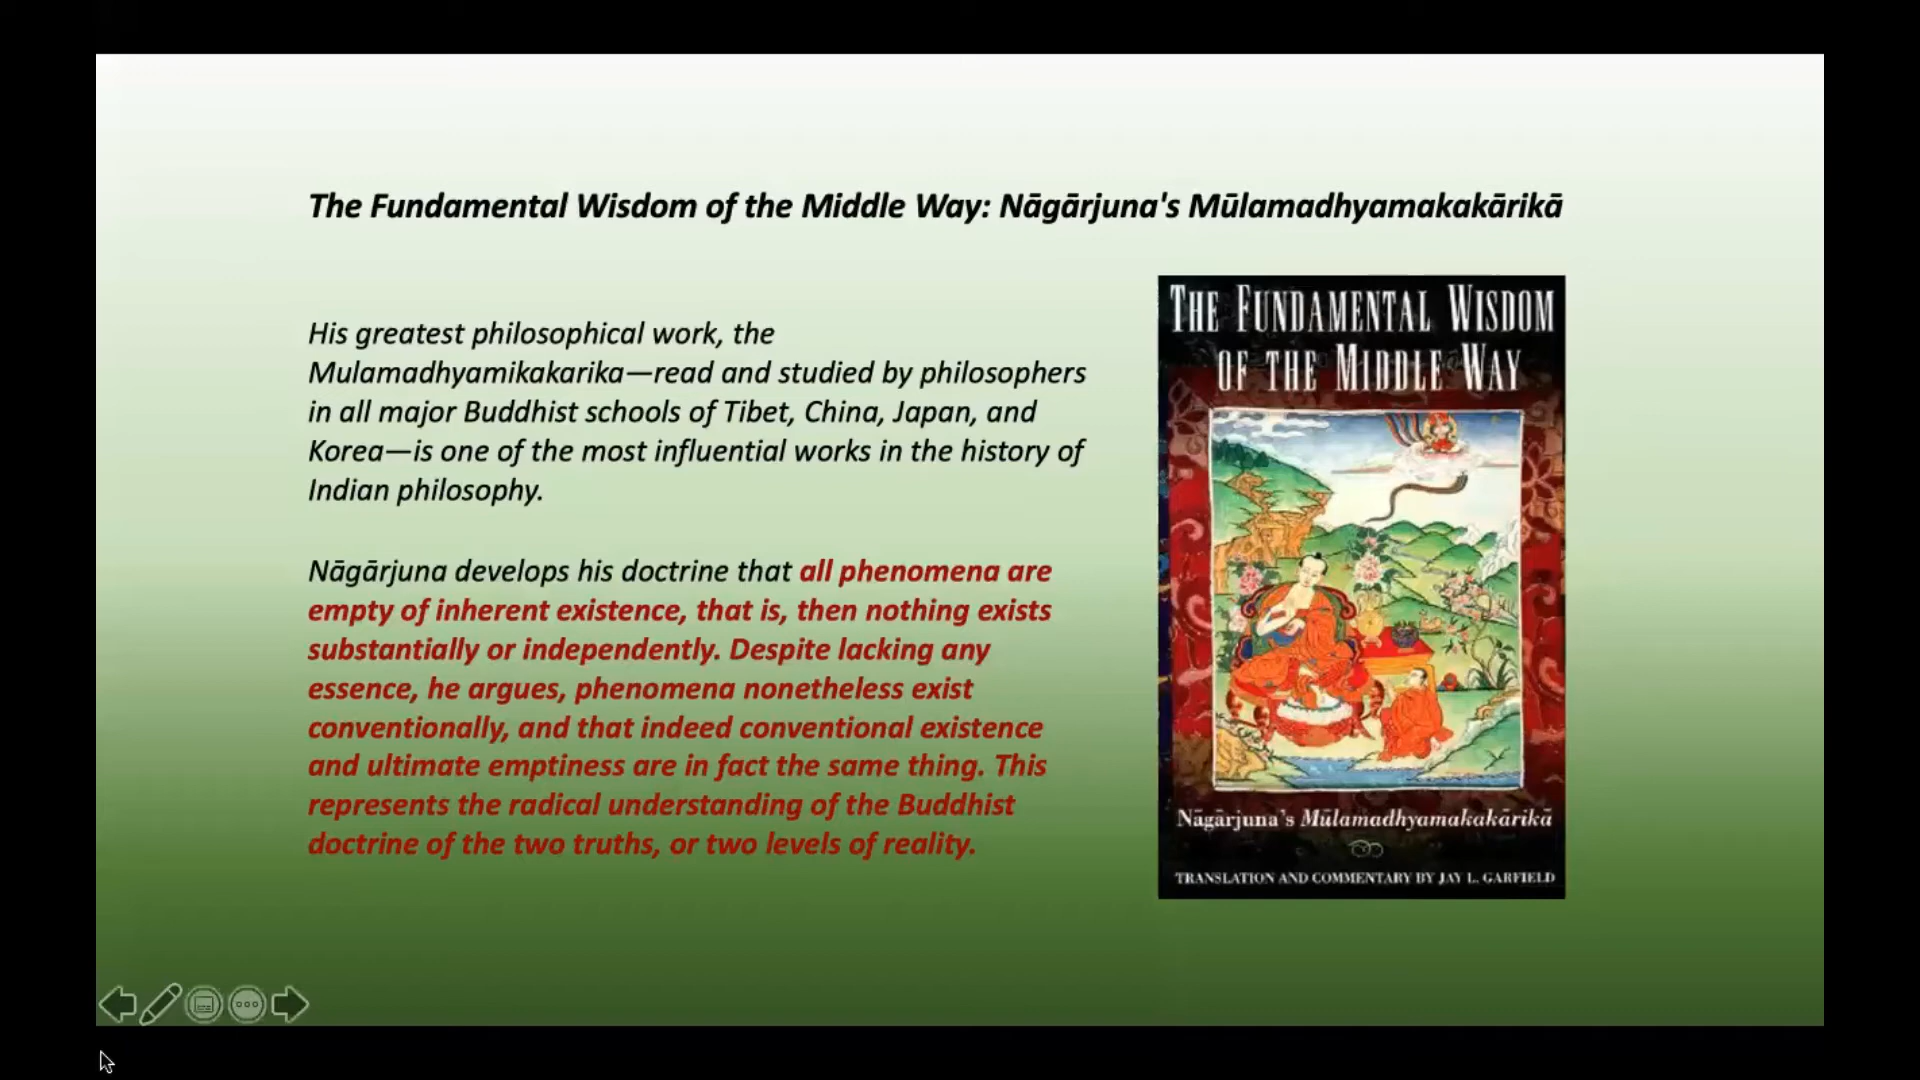 The Fundamental Wisdom of the Middle Way: Nāgārjuna's Mūlamadhyamakakārikā
His greatest philosophical work, the
Mulamadhyamikakarika—read and studied by philosophers
in all major Buddhist schools of Tibet, China, Japan, and
Korea—is one of the most influential works in the history of
Indian philosophy.
Nāgārjuna develops his doctrine that all phenomena are
empty of inherent existence, that is, then nothing exists
substantially or independently. Despite lacking any
essence, he argues, phenomena nonetheless exist
conventionally, and that indeed conventional existence
and ultimate emptiness are in fact the same thing. This
represents the radical understanding of the Buddhist
doctrine of the two truths, or two levels of reality.
THE FUNDAMENTAL WISDOM
OF THE MIDDLE WAY
Nāgārjuna's Mūlamadhyamakakārikā
TRANSLATION AND COMMENTARY BY JAY L. GARFIELD